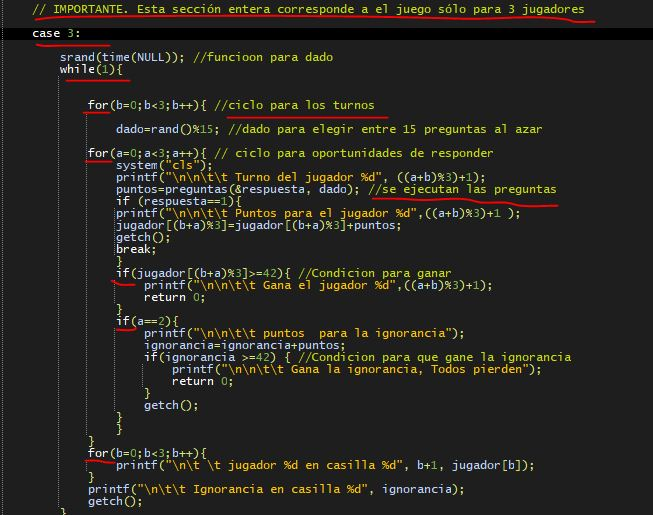 // IMPORTANTE. Esta sección entera corresponde a el juego sólo para 3 jugadores
case 3:
srand(time(NULL)); //funcioon para dado
while(1){
for(b=0;b<3;b++){ //ciclo para los turnos
dado=rand()%15; //dado para elegir entre 15 preguntas al azar
for(a=0;a<3;a++){ // ciclo para oportunidades de responder
system("cls");
printf("\n\n\t\t Turno del jugador %d", ((a+b)%3)+1);
puntos=preguntas(&respuesta, dado); //se ejecutan las preguntas
if (respuesta==1){
printf("\n\n\t\t Puntos para el jugador %d",((a+b)%3)+1 );
jugador[(b+a)%3]=jugador[(b+a)%3]+puntos;
getch();
break;
}
if(jugador[(b+a)%3]>=42){ //Condicion para ganar
printf("\n\n\t\t Gana el jugador %d",((a+b)%3)+1);
return 0;
}
if(a==2){
printf("\n\n\t\t puntos  para la ignorancia");
ignorancia=ignorancia+puntos;
if(ignorancia >=42) { //Condicion para que gane la ignorancia
printf("\n\n\t\t Gana la ignorancia, Todos pierden");
return 0;
}
getch();
}
}
}
for(b=0;b<3;b++){
printf("\n\t \t jugador %d en casilla %d", b+1, jugador[b]);
}
printf("\n\t\t Ignorancia en casilla %d", ignorancia);
getch();
}